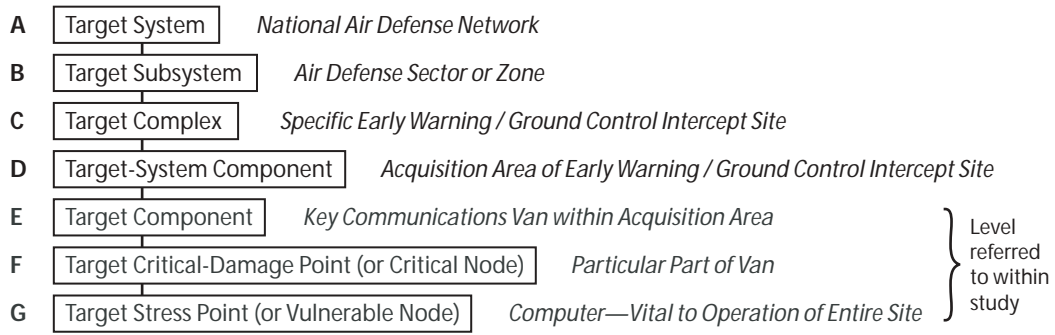 A Target System National Air Defense Network
B Target Subsystem Air Defense Sector or Zone
C Target Complex Specific Early Warning / Ground Control Intercept Site
D Target-System Component Acquisition Area of Early Warning / Ground Control Intercept Site
E Target Component Key Communications Van within Acquisition Area
F Target Critical-Damage Point (or Critical Node) Particular Part of Van
G Target Stress Point (or Vulnerable Node) Computer—Vital to Operation of Entire Site
Level
referred
to within
study